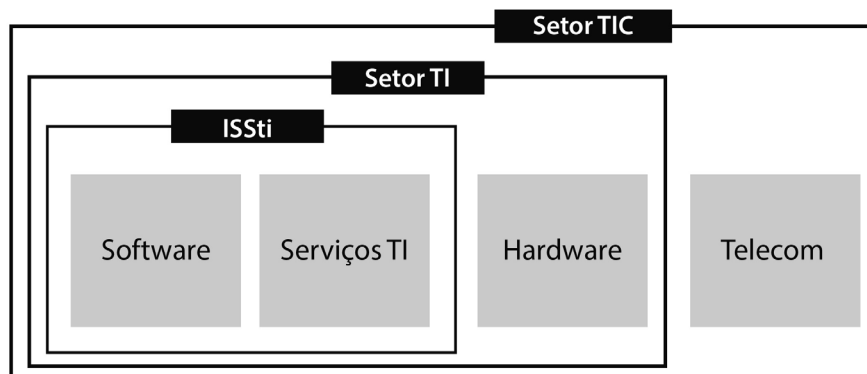 Setor TIC
Setor TI
ISSti
Software
Serviços TI
Hardware
Telecom